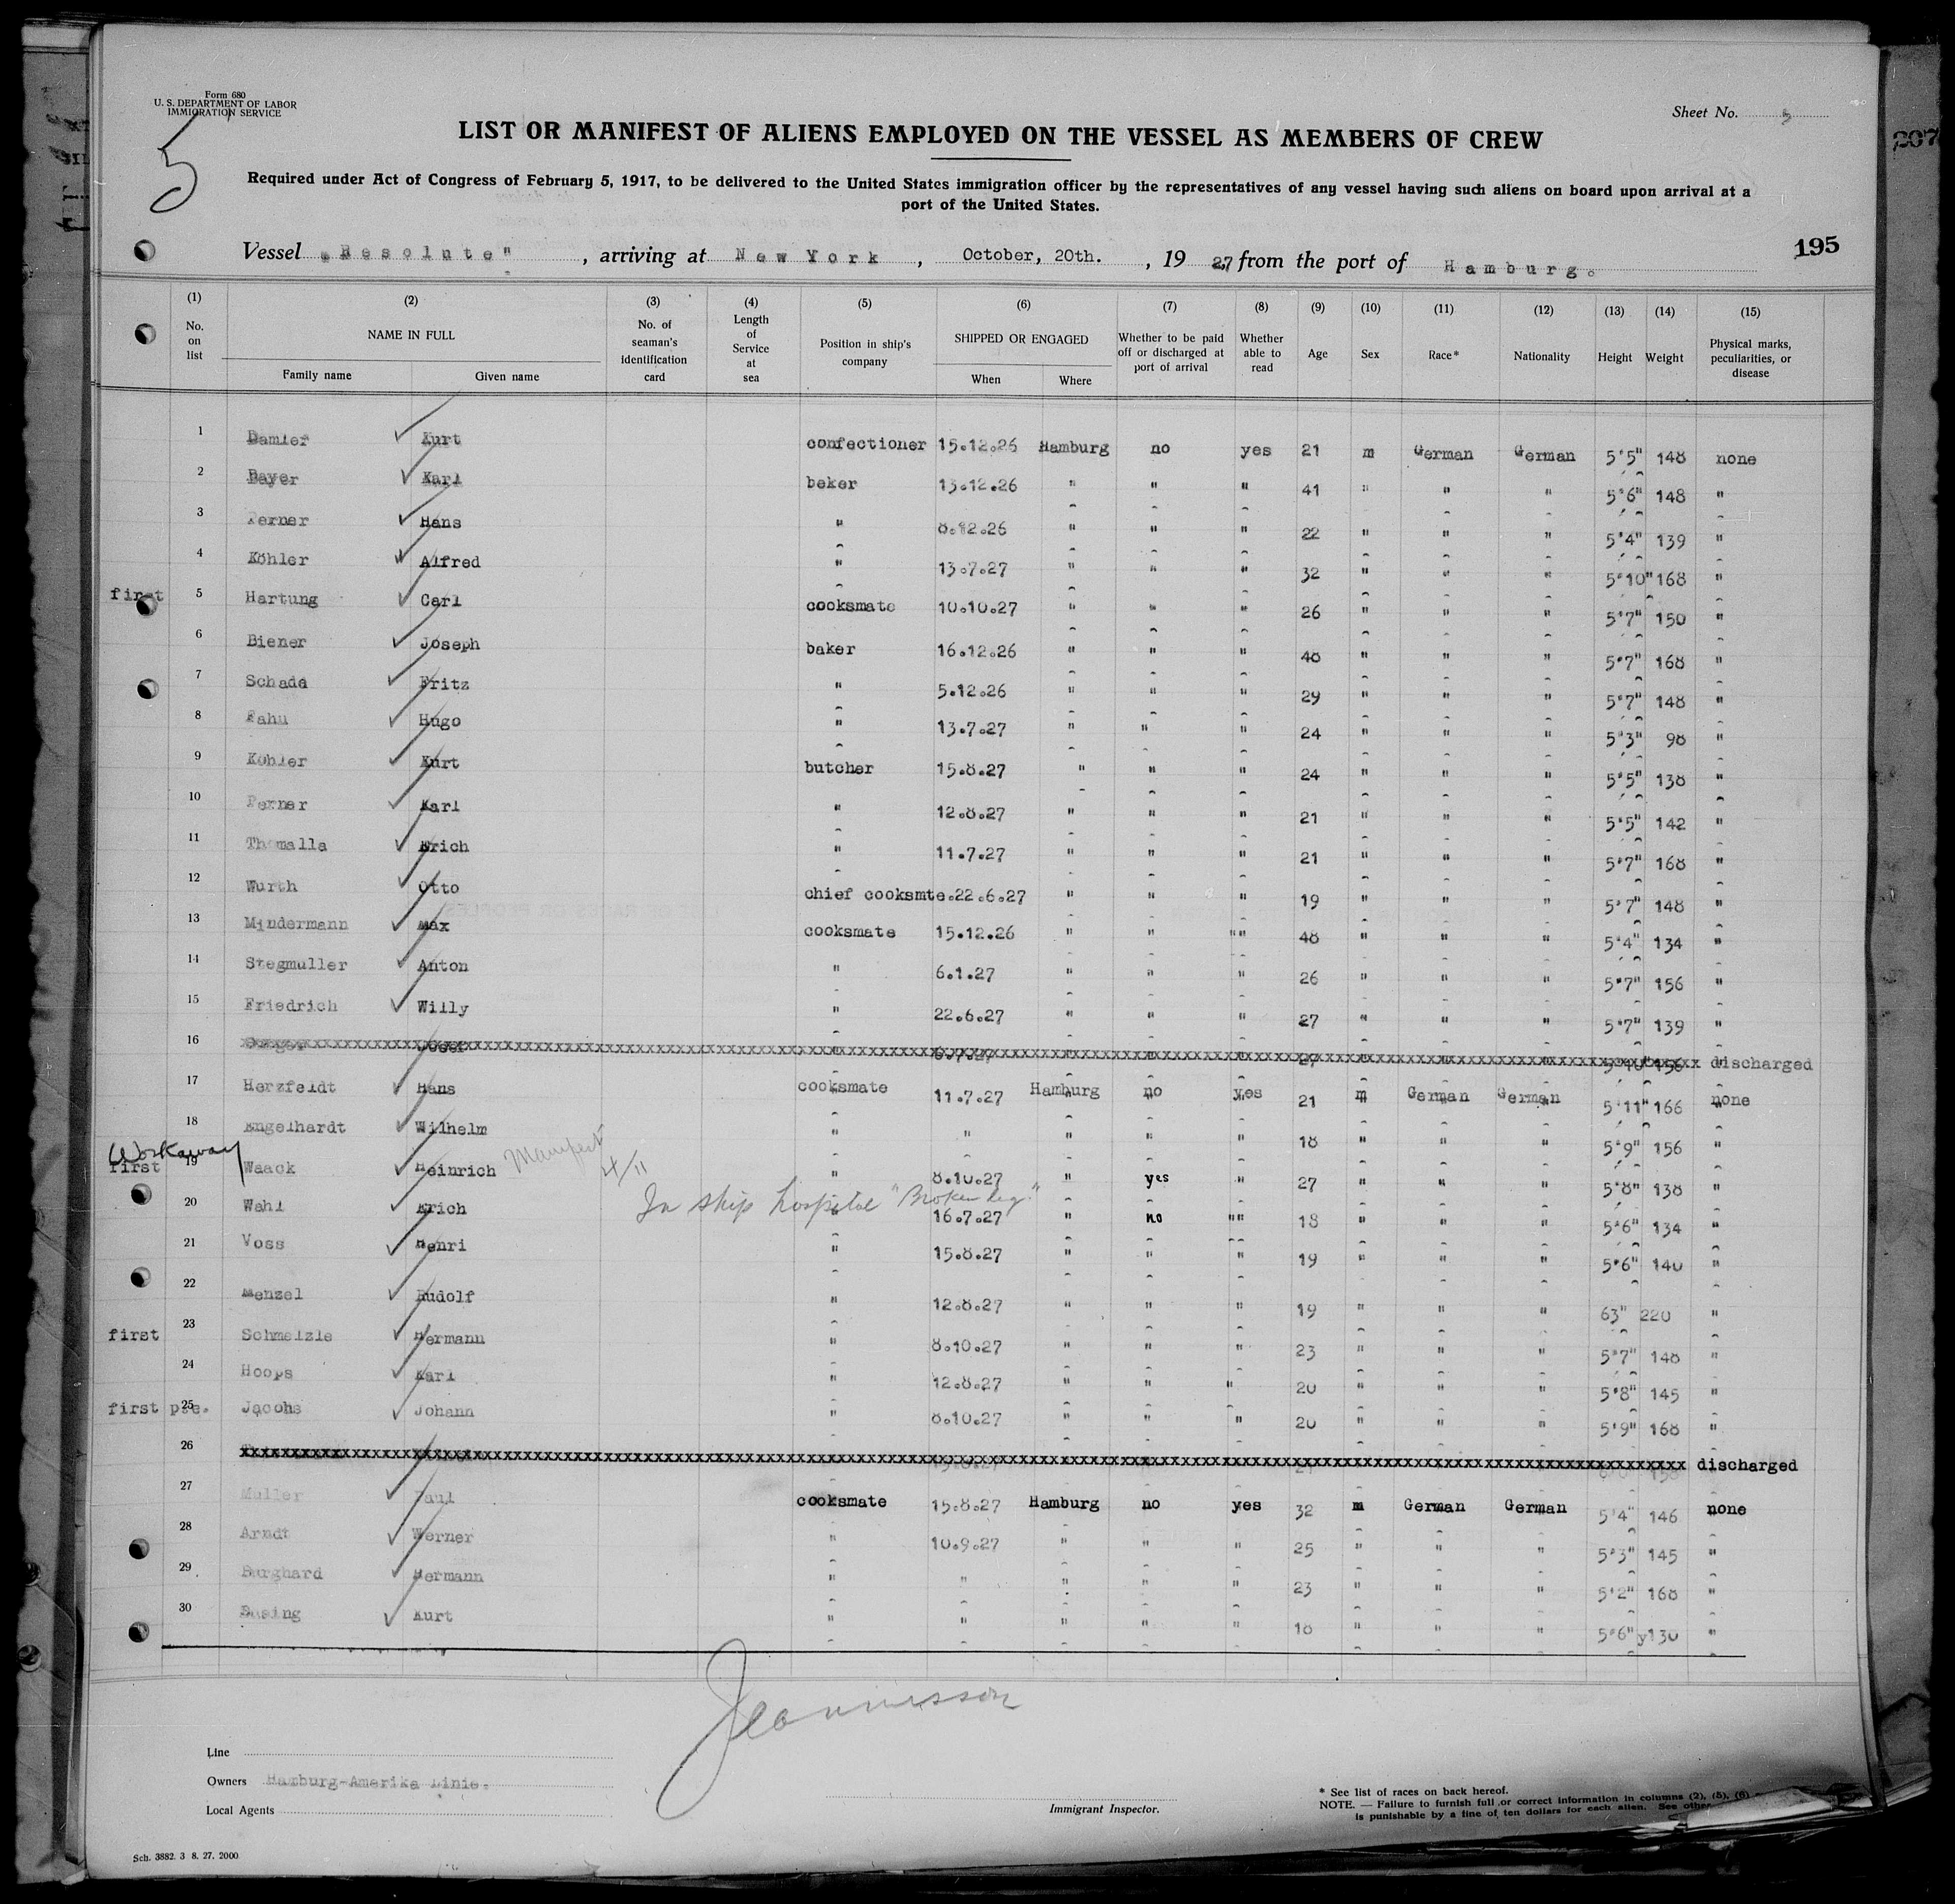 Form 680
U. S. DEPARTMENT OF LABOR
IMMIGRATION SERVICE
Sheet No. 5
5
LIST OR MANIFEST OF ALIENS EMPLOYED ON THE VESSEL AS MEMBERS OF CREW
Required under Act of Congress of February 5, 1917, to be delivered to the United States immigration officer by the representatives of any vessel having such aliens on board upon arrival at a
port of the United States.
195
Vessel „Resolute", arriving at New York, October, 20th., 19 27, from the port of Hamburg.
(1) (2) (3) (4) (5) (6) (7) (8) (9) (10) (11) (12) (13) (14) (15)
No. on list NAME IN FULL Family name Given name No. of seaman's identification card Length of Service at sea Position in ship's company SHIPPED OR ENGAGED When Where Whether to be paid off or discharged at port of arrival Whether able to read Age Sex Race* Nationality Height Weight Physical marks, peculiarities, or disease
1 Damier Kurt confectioner 15.12.26 Hamburg no yes 21 m German German 5'5" 148 none
2 Bayer Karl beker 13.12.26 " " " 41 " " " 5'6" 148 "
3 Perner Hans " 8.12.26 " " " 22 " " " 5'4" 139 "
4 Köhler Alfred " 13.7.27 " " " 32 " " " 5'10" 168 "
first 5 Hartung Carl cooksmate 10.10.27 " " " 26 " " " 5'7" 150 "
6 Biener Joseph baker 16.12.26 " " " 48 " " " 5'7" 168 "
7 Schade Fritz " 5.12.26 " " " 29 " " " 5'7" 148 "
8 Hugo " 13.7.27 " " " 24 " " " 5'3" 98 "
9 Köhler Kurt butcher 15.8.27 " " " 24 " " " 5'5" 138 "
10 Perner Karl " 12.8.27 " " " 21 " " " 5'5" 142 "
11 Thomalla Erich " 11.7.27 " " " 21 " " " 5'7" 168 "
12 Wurth Otto chief cooksmte. 22.6.27 " " " 19 " " " 5'7" 148 "
13 Mindermann Max cooksmate 15.12.26 " " "" 48 " " " 5'4" 134 "
14 Stegmuller Anton " 6.1.27 " " " 26 " " " 5'7" 156 "
15 Friedrich Willy " 22.6.27 " " " 27 " " " 5'7" 139 "
16 discharged
17 Herzfeldt Hans cooksmate 11.7.27 Hamburg no yes 21 m German German 5'11" 166 none
18 Engelhardt Wilhelm " " " " " 18 " " " 5'9" 156 "
Workaway
first 19 Waack Heinrich Manifest 4/11 " 8.10.27 " yes " 27 " " " 5'8" 138 "
20 Wahl Erich In ship hospital "Broken leg." " 16.7.27 " no "" 18 " " " 5'6" 134 "
21 Voss Henri " 15.8.27 " " " 19 " " " 5'6" 140 "
22 Menzel Rudolf " 12.8.27 " " " 19 " " " 63" 220 "
first 23 Schmelzle Hermann " 8.10.27 " " " 23 " " " 5'7" 148 "
24 Hoops Karl " 12.8.27 " " " 20 " " " 5'8" 145 "
first 25 Jacobs Johann " 8.10.27 " " " 20 " " " 5'9" 168 "
26 discharged
27 Muller Paul cooksmate 15.8.27 Hamburg no yes 32 m German German 5'4" 146 none
28 Arndt Werner " 10.9.27 " " " 25 " " " 5'3" 145 "
29 Burghard Hermann " " " " " 23 " " " 5'2" 168 "
30 Kurt " " " " " 18 " " " 5'6" 130 "
Line
Owners Hamburg-Amerika Linie.
Local Agents
Immigrant Inspector.
* See list of races on back hereof.
NOTE. — Failure to furnish full or correct information in columns (2), (5), (6)
is punishable by a fine of ten dollars for each alien. See other
Sch. 3882. 3 8. 27. 2000